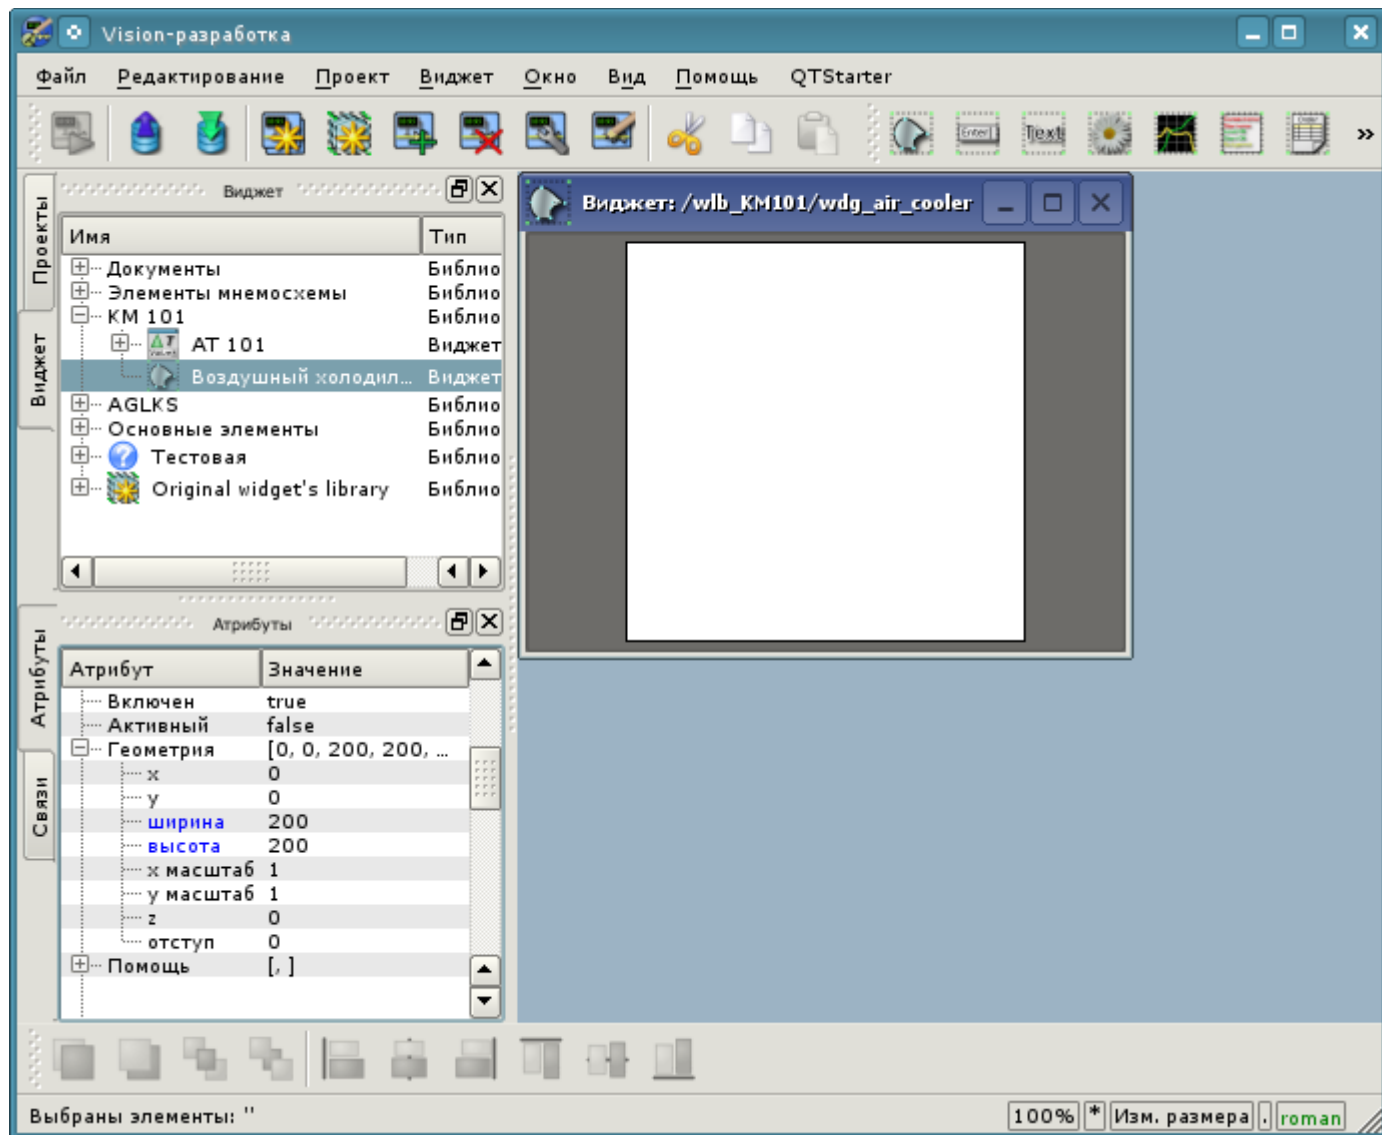 Vision-разработка
Файл Редактирование Проект Виджет Окно Вид Помощь QTStarter
Enter Text
»
Проекты
Виджет
Виджет
Имя Тип
Документы Библио
Элементы мнемосхемы Библио
КМ 101 Библио
АТ 101 Виджет
Воздушный холодил... Виджет
AGLKS Библио
Основные элементы Библио
Тестовая Библио
Original widget's library Библио
Виджет: /wlb_KM101/wdg_air_cooler
Атрибуты
Связи
Атрибуты
Атрибут Значение
Включен true
Активный false
Геометрия [0, 0, 200, 200, ...
x 0
y 0
ширина 200
высота 200
x масштаб 1
y масштаб 1
z 0
отступ 0
Помощь [, ]
Выбраны элементы: '' 100% * Изм. размера . roman